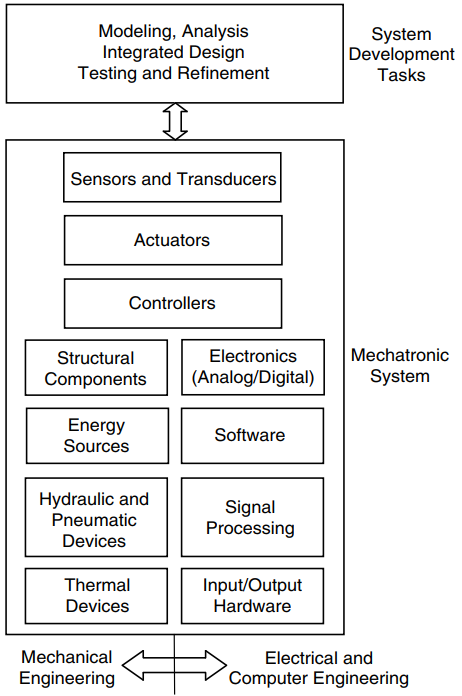 Modeling, Analysis
Integrated Design
Testing and Refinement
System
Development
Tasks
Sensors and Transducers
Actuators
Controllers
Structural
Components
Electronics
(Analog/Digital)
Mechatronic
System
Energy
Sources
Software
Hydraulic and
Pneumatic
Devices
Signal
Processing
Thermal
Devices
Input/Output
Hardware
Mechanical
Engineering
Electrical and
Computer Engineering